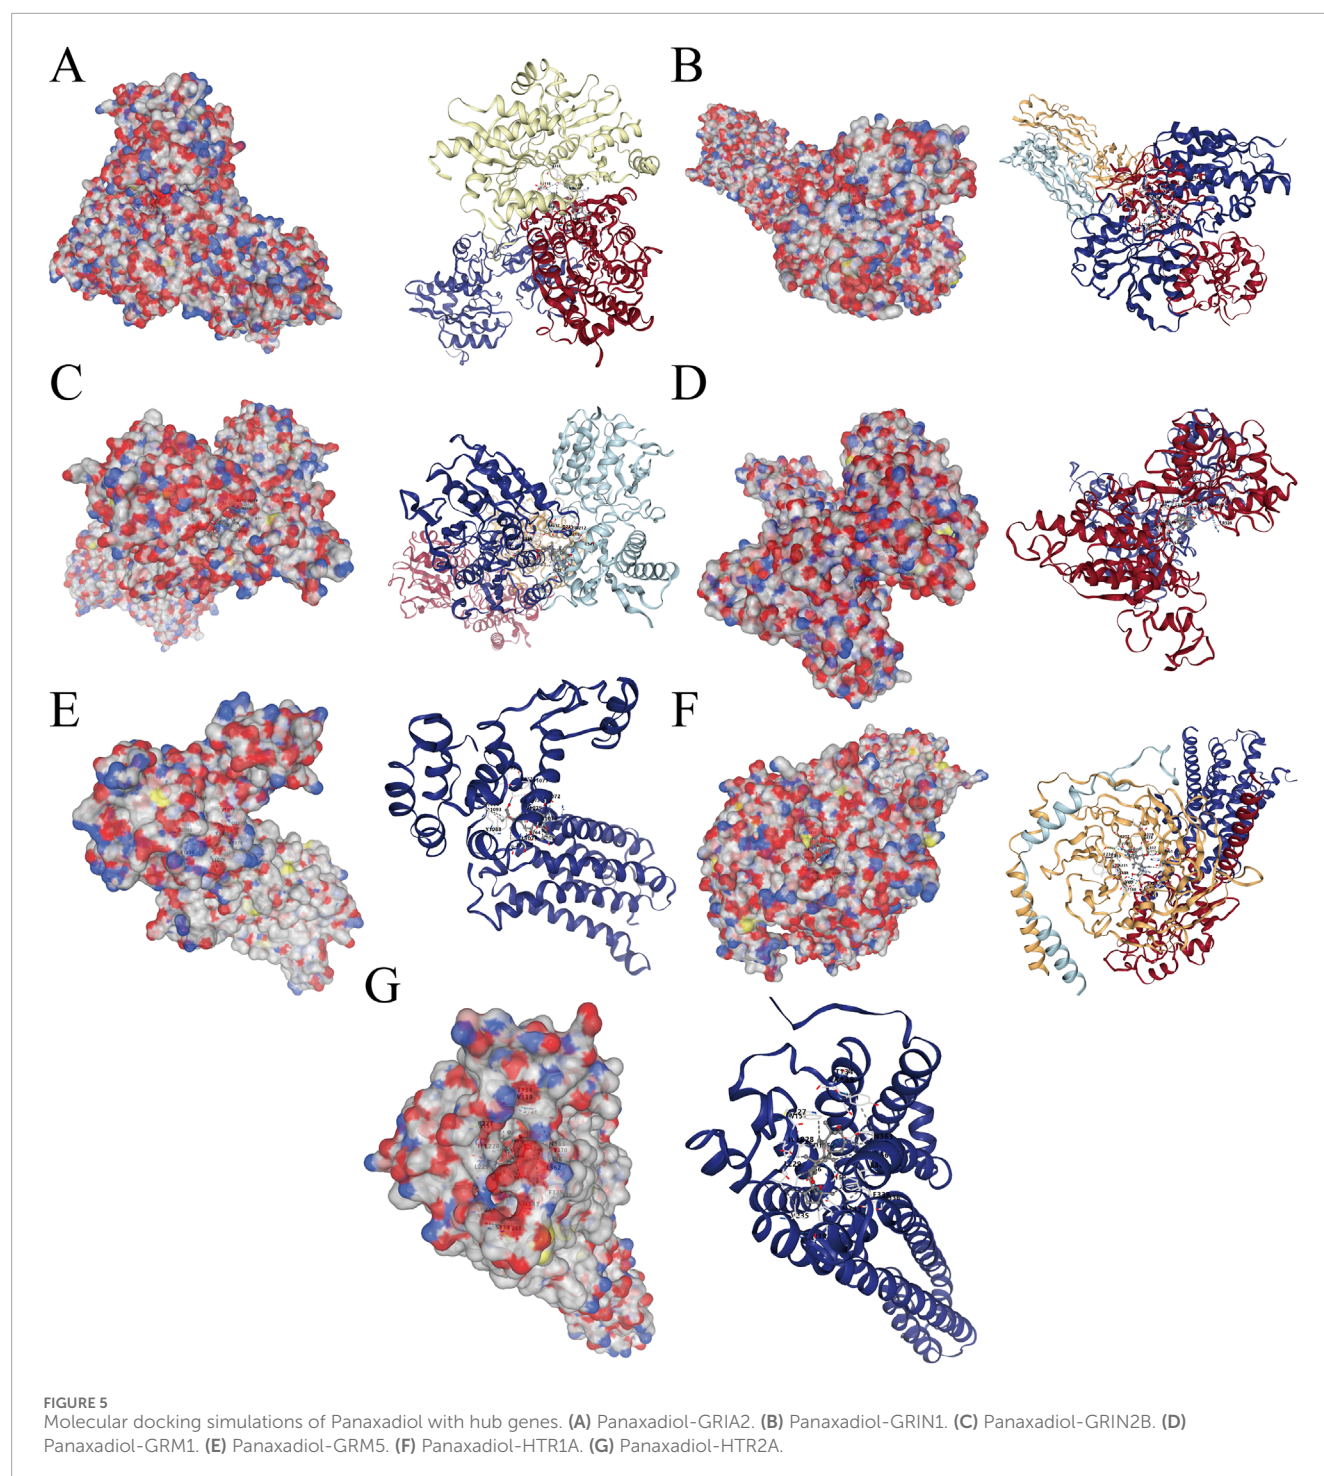 A
B
C
D
E
F
G
FIGURE 5
Molecular docking simulations of Panaxadiol with hub genes. (A) Panaxadiol-GRIA2. (B) Panaxadiol-GRIN1. (C) Panaxadiol-GRIN2B. (D)
Panaxadiol-GRM1. (E) Panaxadiol-GRM5. (F) Panaxadiol-HTR1A. (G) Panaxadiol-HTR2A.